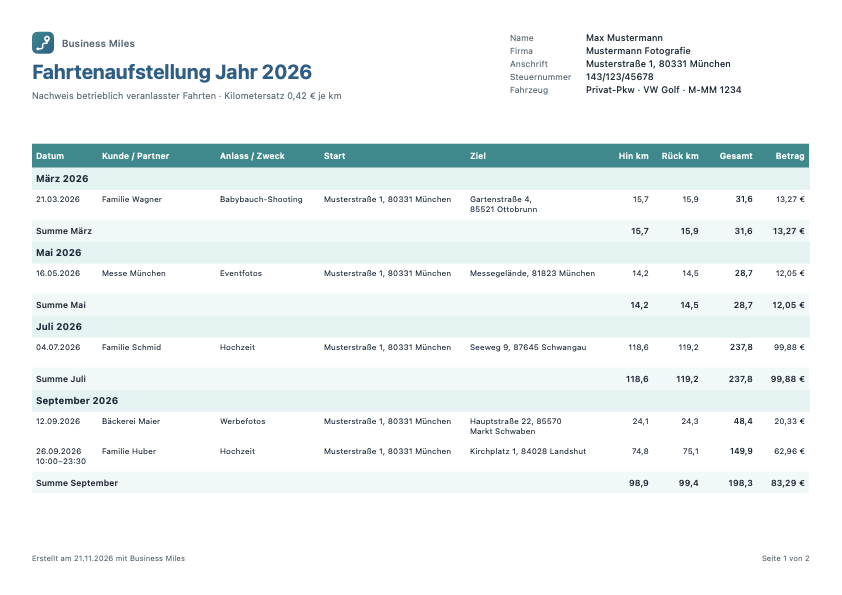 Business Miles
Fahrtenaufstellung Jahr 2026
Nachweis betrieblich veranlasster Fahrten · Kilometersatz 0,42 € je km
Name Max Mustermann
Firma Mustermann Fotografie
Anschrift Musterstraße 1, 80331 München
Steuernummer 143/123/45678
Fahrzeug Privat-Pkw · VW Golf · M-MM 1234
Datum Kunde / Partner Anlass / Zweck Start Ziel Hin km Rück km Gesamt Betrag
März 2026
21.03.2026 Familie Wagner Babybauch-Shooting Musterstraße 1, 80331 München Gartenstraße 4, 15,7 15,9 31,6 13,27 €
85521 Ottobrunn
Summe März 15,7 15,9 31,6 13,27 €
Mai 2026
16.05.2026 Messe München Eventfotos Musterstraße 1, 80331 München Messegelände, 81823 München 14,2 14,5 28,7 12,05 €
Summe Mai 14,2 14,5 28,7 12,05 €
Juli 2026
04.07.2026 Familie Schmid Hochzeit Musterstraße 1, 80331 München Seeweg 9, 87645 Schwangau 118,6 119,2 237,8 99,88 €
Summe Juli 118,6 119,2 237,8 99,88 €
September 2026
12.09.2026 Bäckerei Maier Werbefotos Musterstraße 1, 80331 München Hauptstraße 22, 85570 24,1 24,3 48,4 20,33 €
Markt Schwaben
26.09.2026 Familie Huber Hochzeit Musterstraße 1, 80331 München Kirchplatz 1, 84028 Landshut 74,8 75,1 149,9 62,96 €
10:00–23:30
Summe September 98,9 99,4 198,3 83,29 €
Erstellt am 21.11.2026 mit Business Miles
Seite 1 von 2